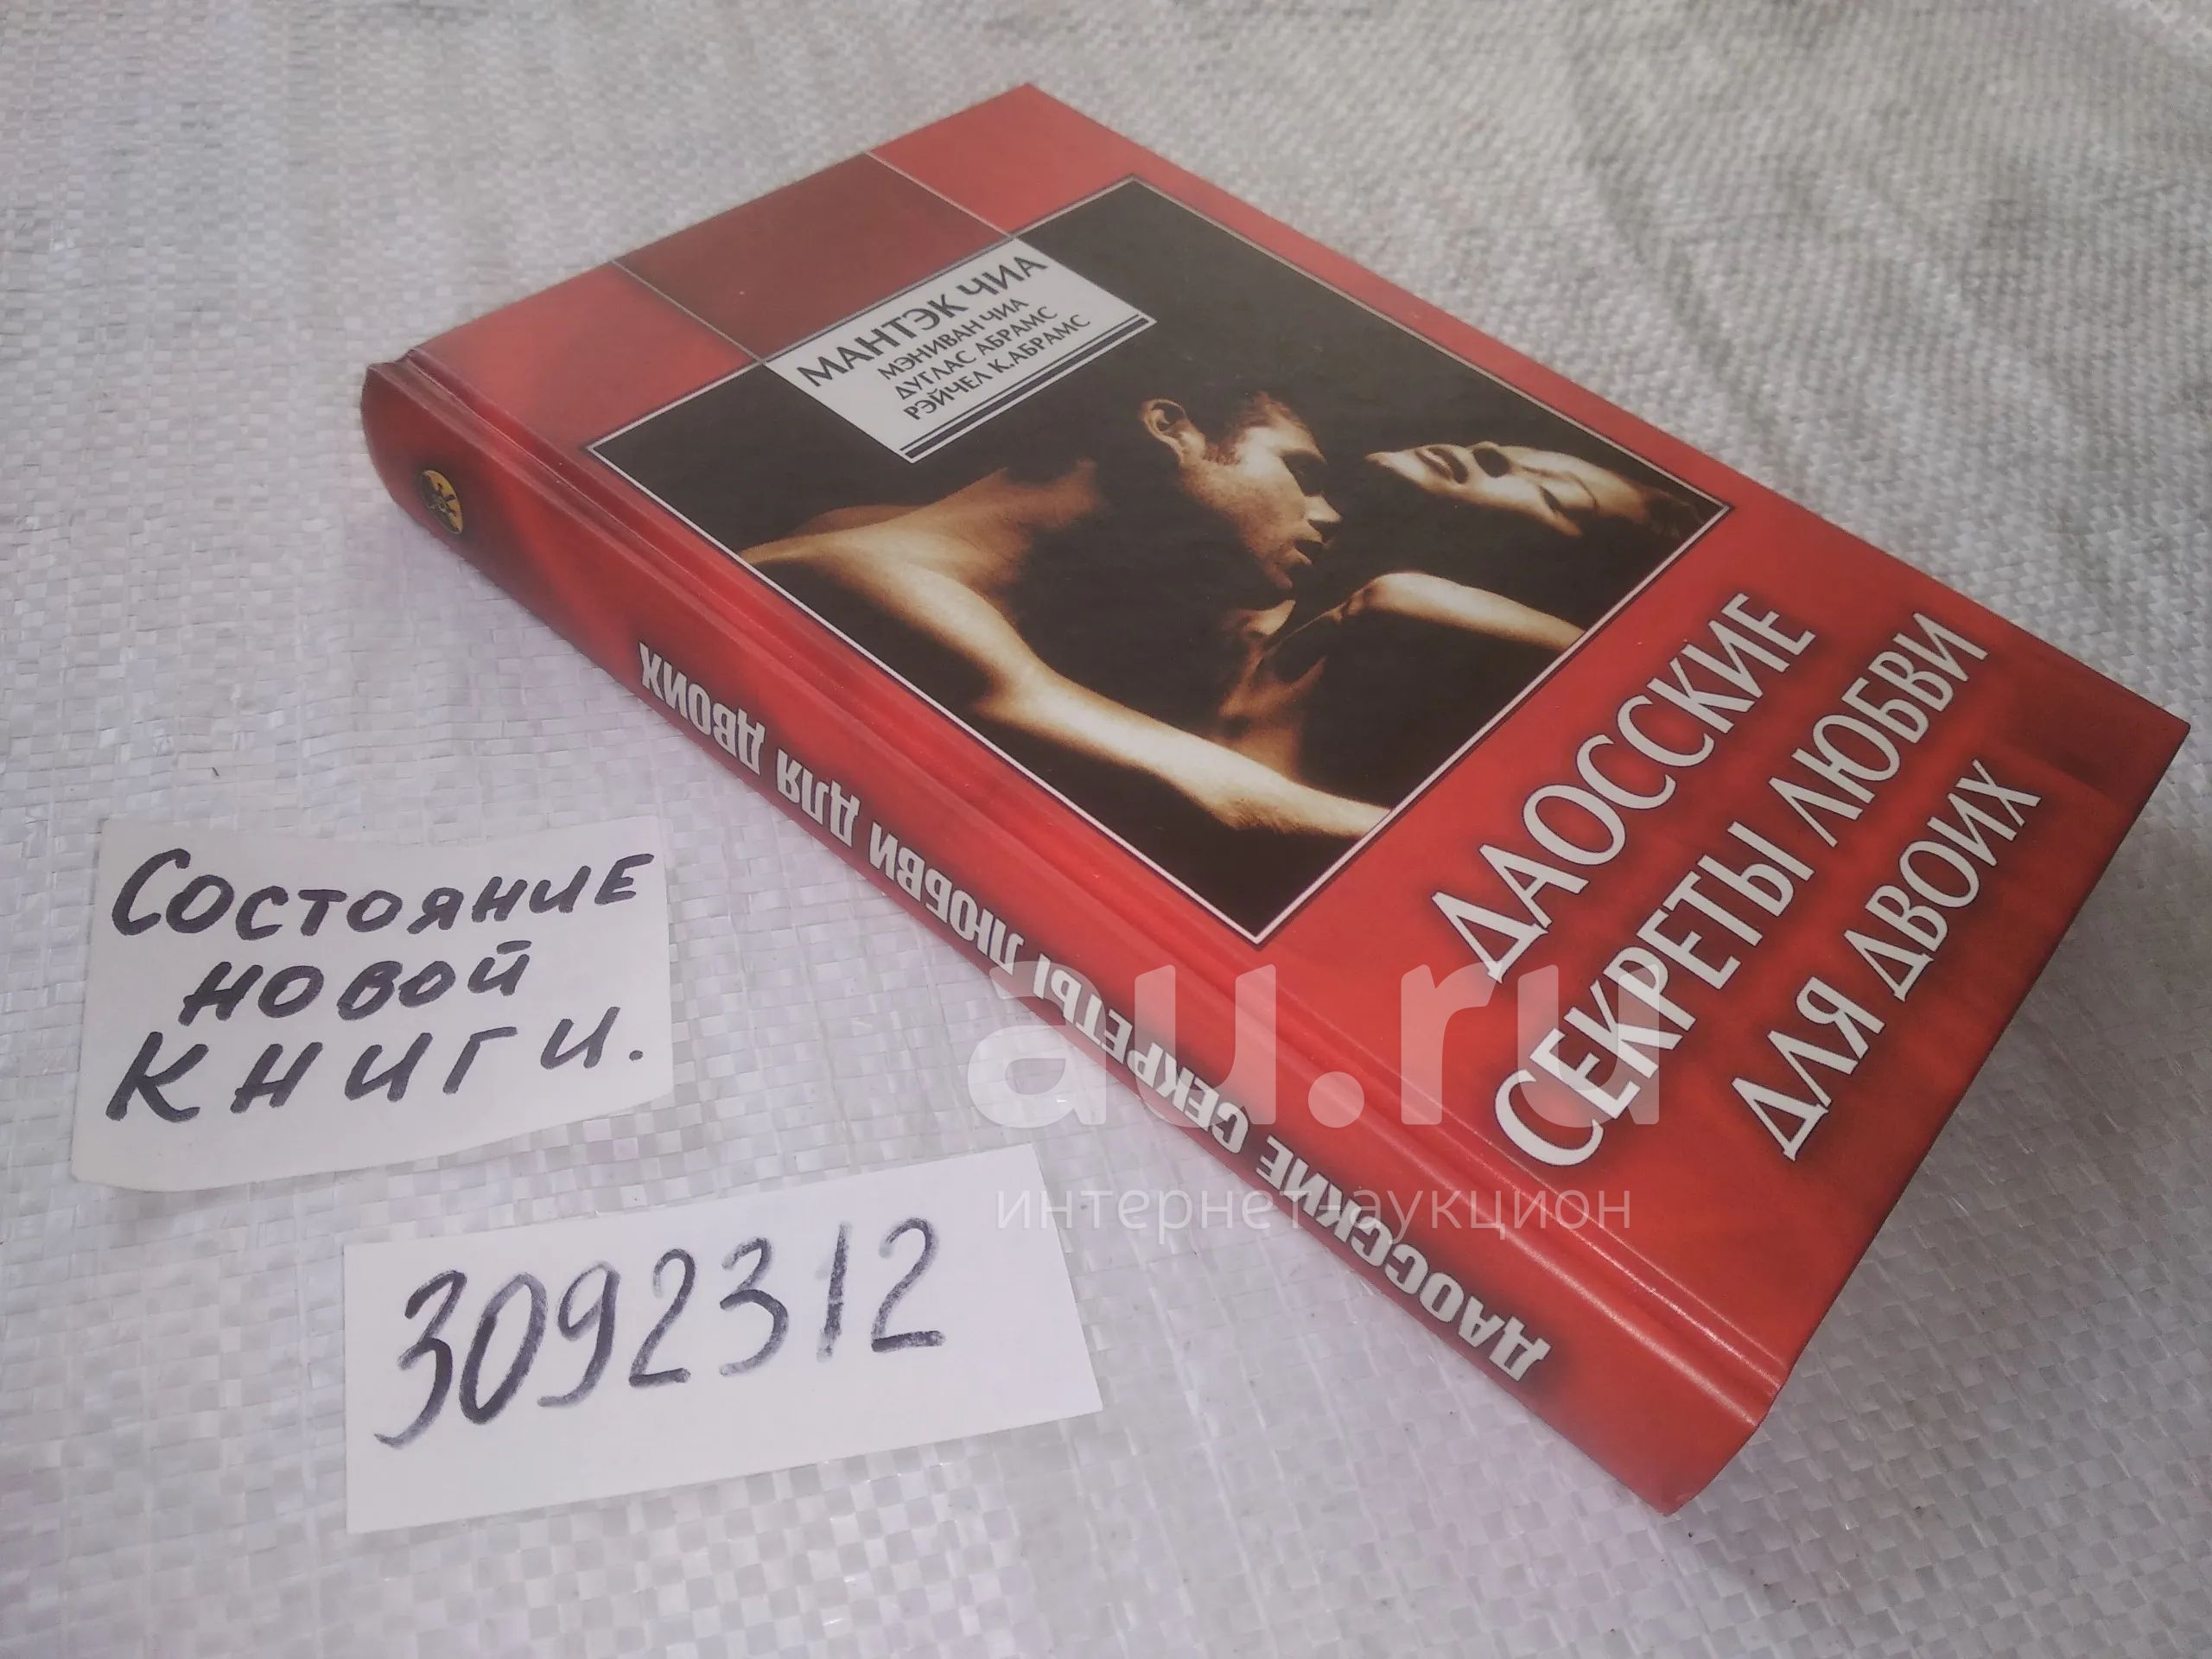 МАНТЭК ЧИА
МЭНИВАН ЧИА
ДУГЛАС АБРАМС
РЭЙЧЕЛ К.АБРАМС
ДАОССКИЕ
СЕКРЕТЫ ЛЮБВИ
ДЛЯ ДВОИХ
ДАОССКИЕ СЕКРЕТЫ ЛЮБВИ ДЛЯ ДВОИХ
Состояние
новой
книги.
3092312
au.ru
интернет-аукцион